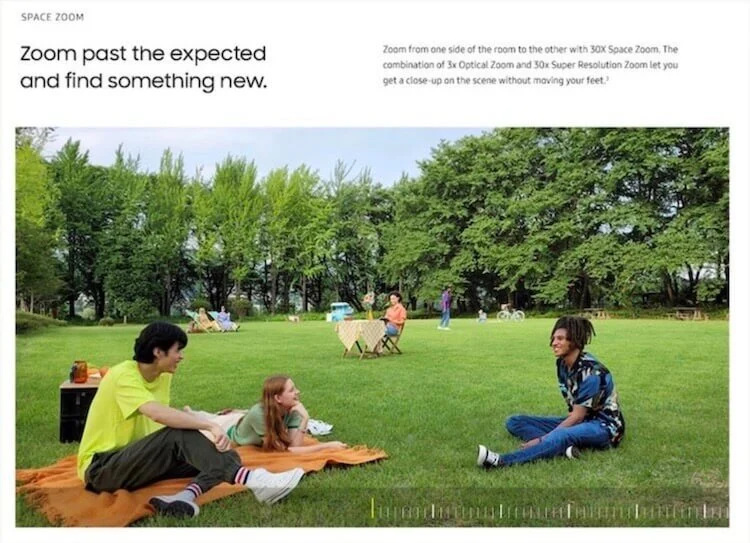 SPACE ZOOM
Zoom past the expected
and find something new.
Zoom from one side of the room to the other with 30X Space Zoom. The
combination of 3x Optical Zoom and 30x Super Resolution Zoom let you
get a close-up on the scene without moving your feet.